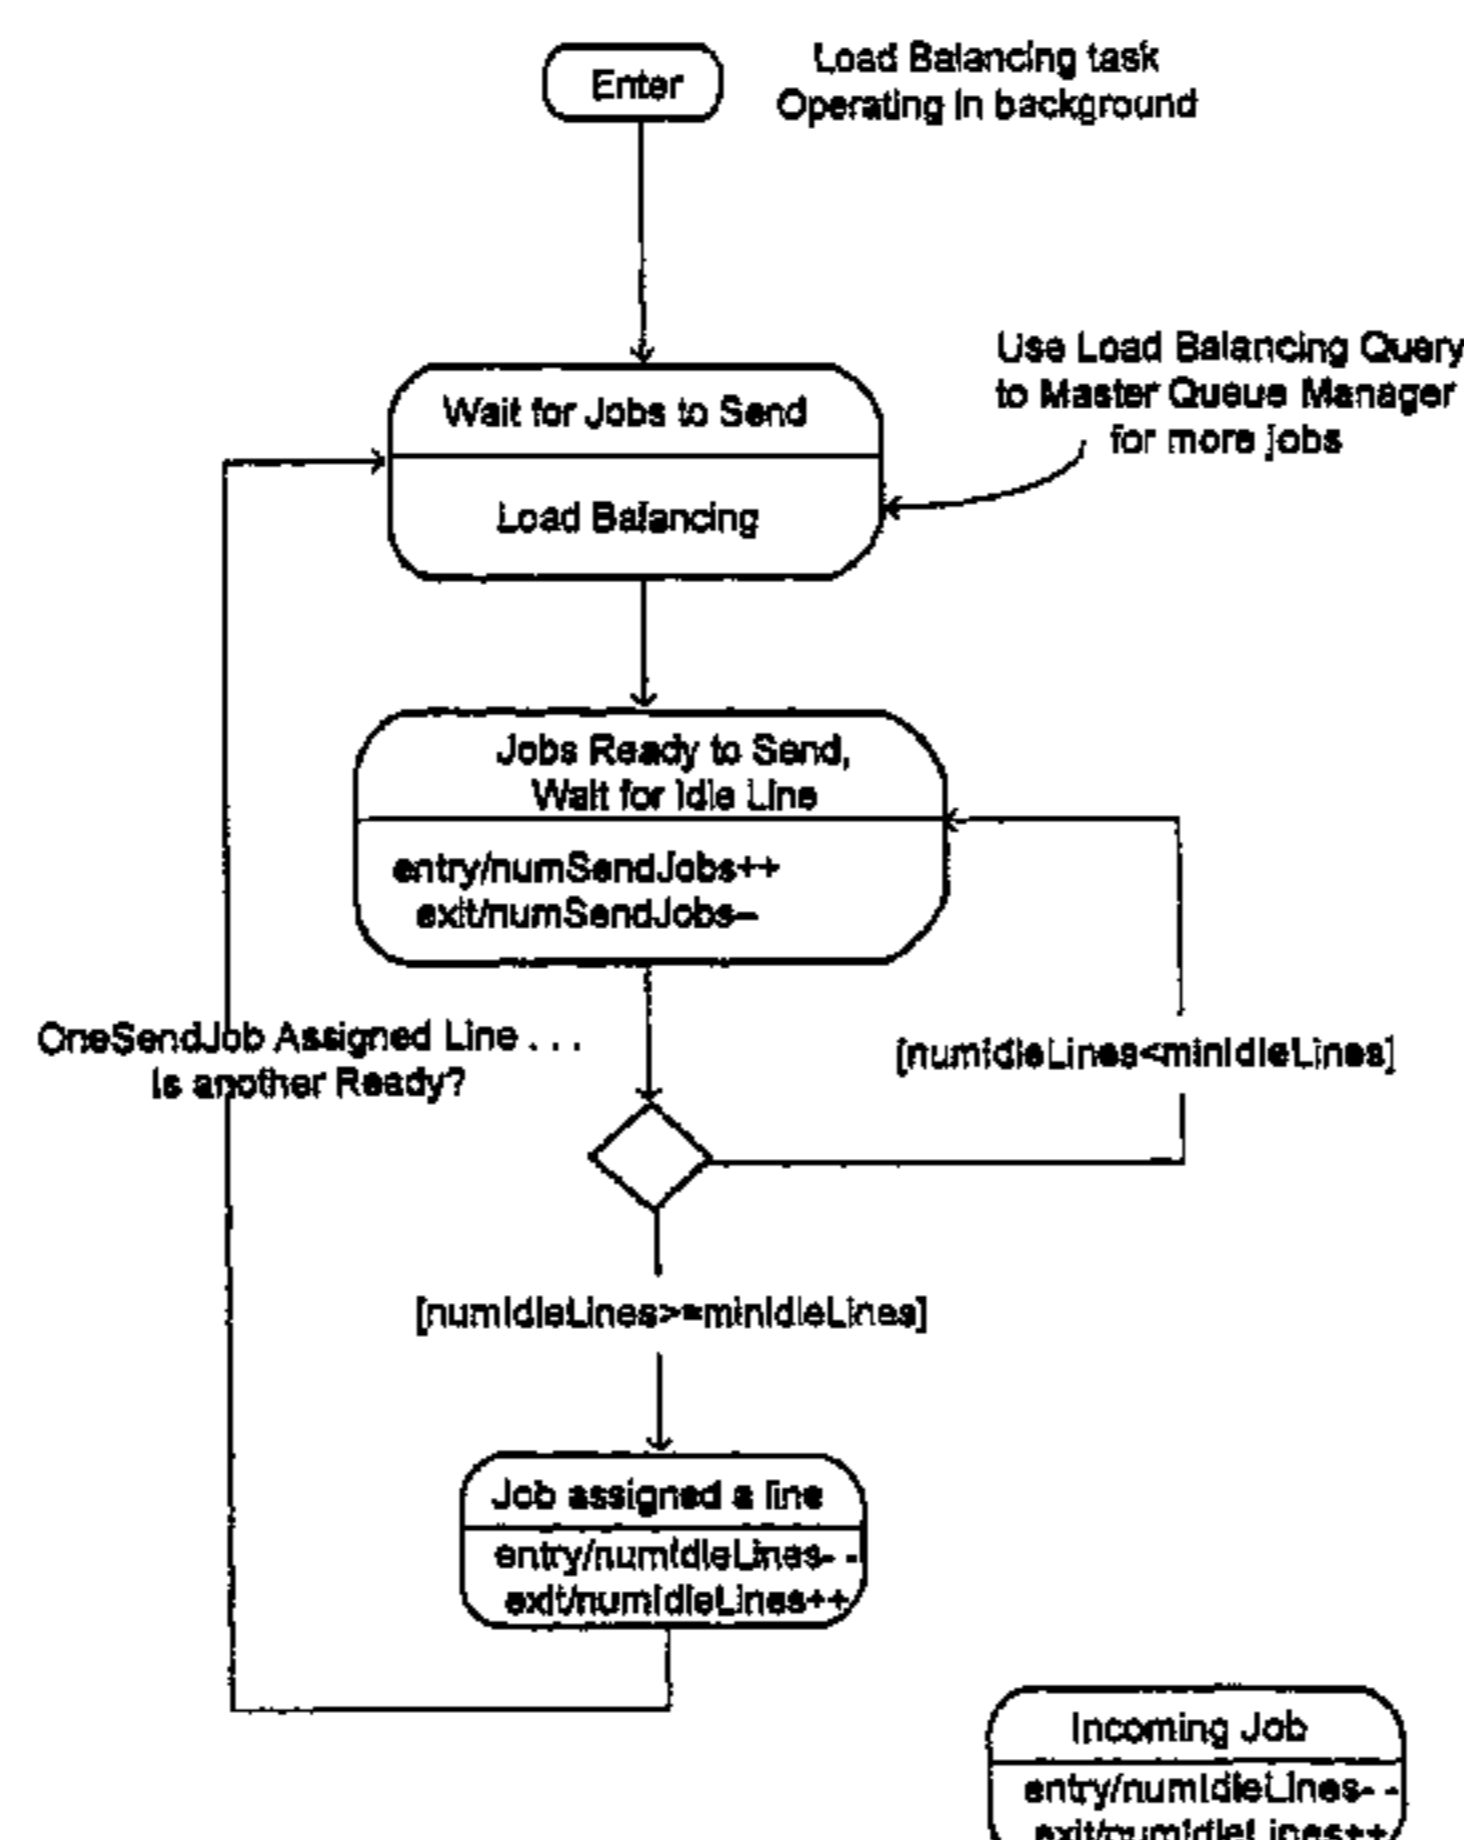 Enter
Load Balancing task
Operating in background
Use Load Balancing Query
to Master Queue Manager
for more jobs
Wait for Jobs to Send
Load Balancing
Jobs Ready to Send,
Wait for Idle Line
entry/numSendJobs++
exit/numSendJobs--
OneSendJob Assigned Line . . .
Is another Ready?
[numIdleLines<minIdleLines]
[numIdleLines>=minIdleLines]
Job assigned a line
entry/numIdleLines- -
exit/numIdleLines++
Incoming Job
entry/numIdleLines- -
exit/numIdleLines++